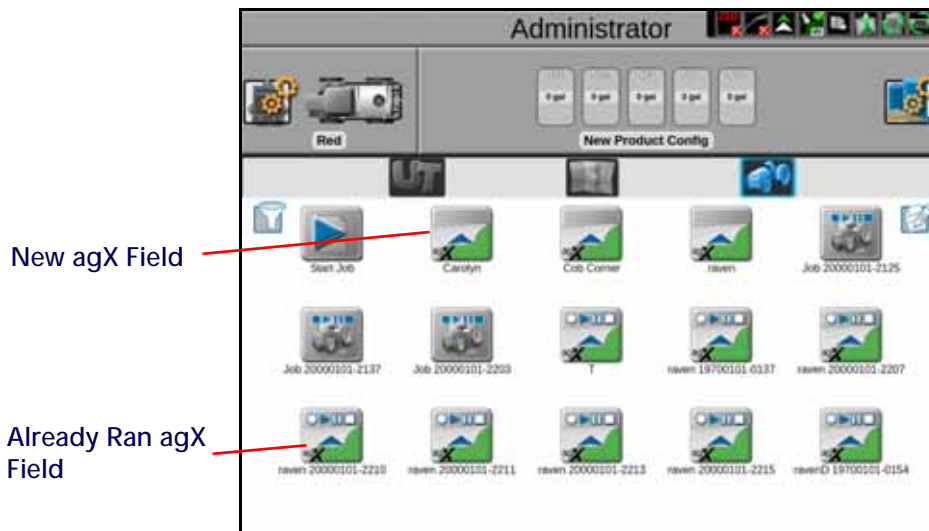 Administrator
0 gal 0 gal 0 gal 0 gal 0 gal
Red
New Product Config
UT
New agX Field
Start Job
Carolyn
Cob Corner
raven
Job 20000101-2125
Job 20000101-2137
Job 20000101-2203
T
raven 19700101-0137
raven 20000101-2207
Already Ran agX
Field
raven 20000101-2210
raven 20000101-2211
raven 20000101-2213
raven 20000101-2215
ravenD 19700101-0154